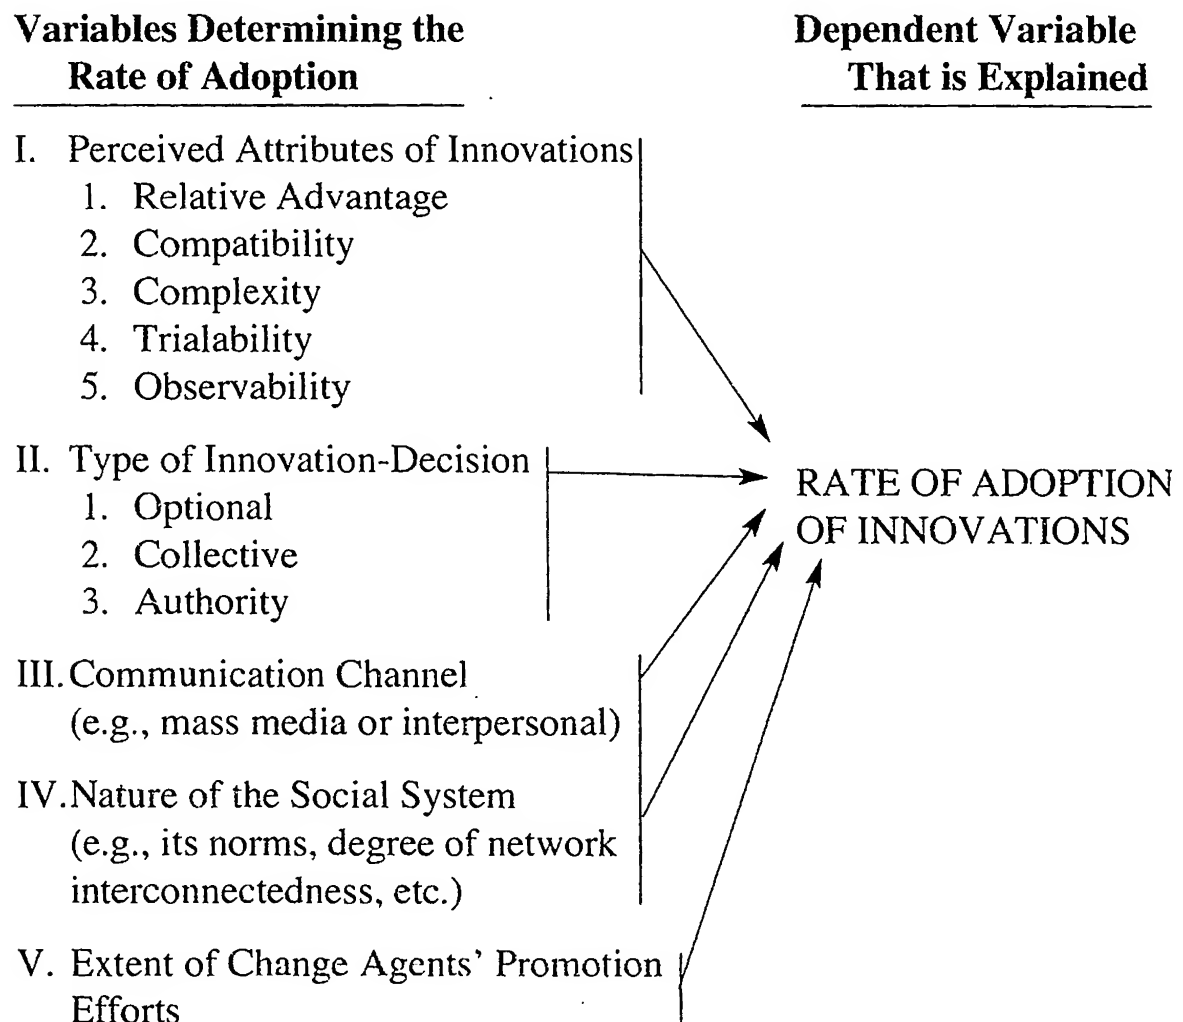 Variables Determining the
Rate of Adoption
Dependent Variable
That is Explained
I. Perceived Attributes of Innovations
1. Relative Advantage
2. Compatibility
3. Complexity
4. Trialability
5. Observability
II. Type of Innovation-Decision
1. Optional
2. Collective
3. Authority
III. Communication Channel
(e.g., mass media or interpersonal)
IV. Nature of the Social System
(e.g., its norms, degree of network
interconnectedness, etc.)
V. Extent of Change Agents’ Promotion
Efforts
RATE OF ADOPTION
OF INNOVATIONS